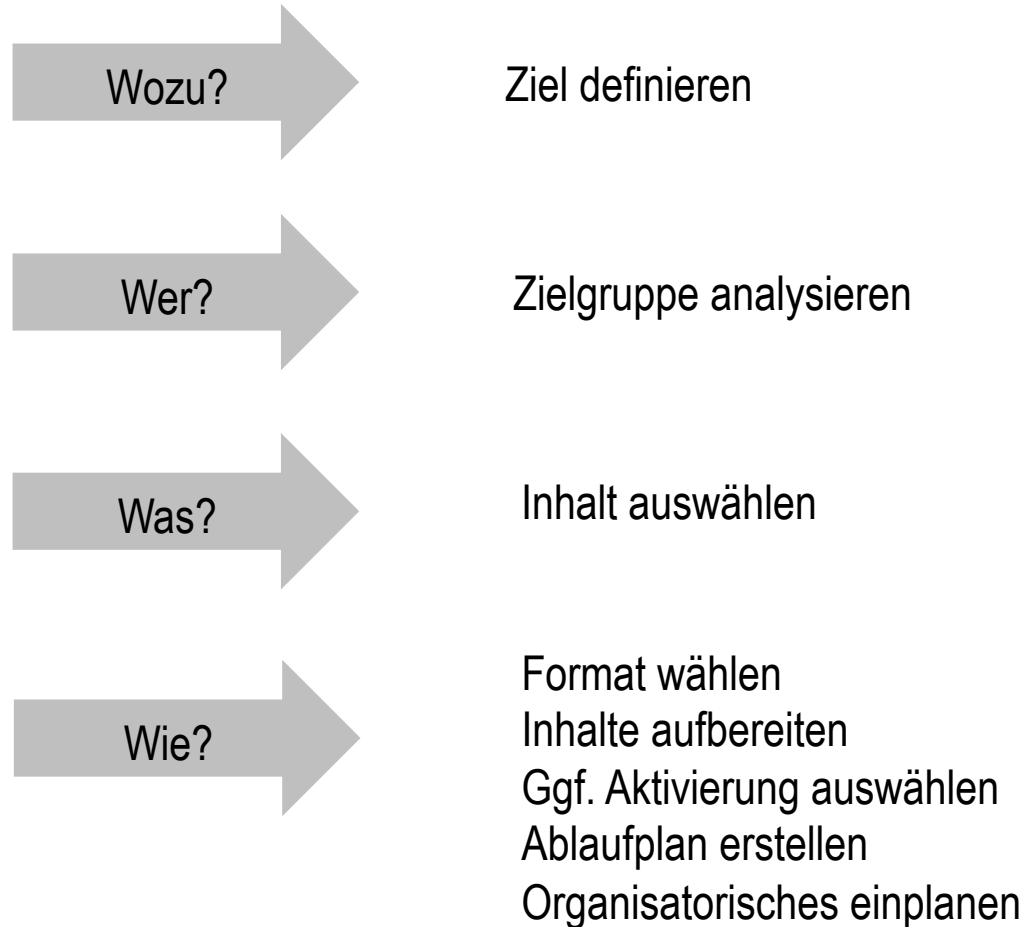 Wozu? Ziel definieren
Wer? Zielgruppe analysieren
Was? Inhalt auswählen
Wie? Format wählen
Inhalte aufbereiten
Ggf. Aktivierung auswählen
Ablaufplan erstellen
Organisatorisches einplanen